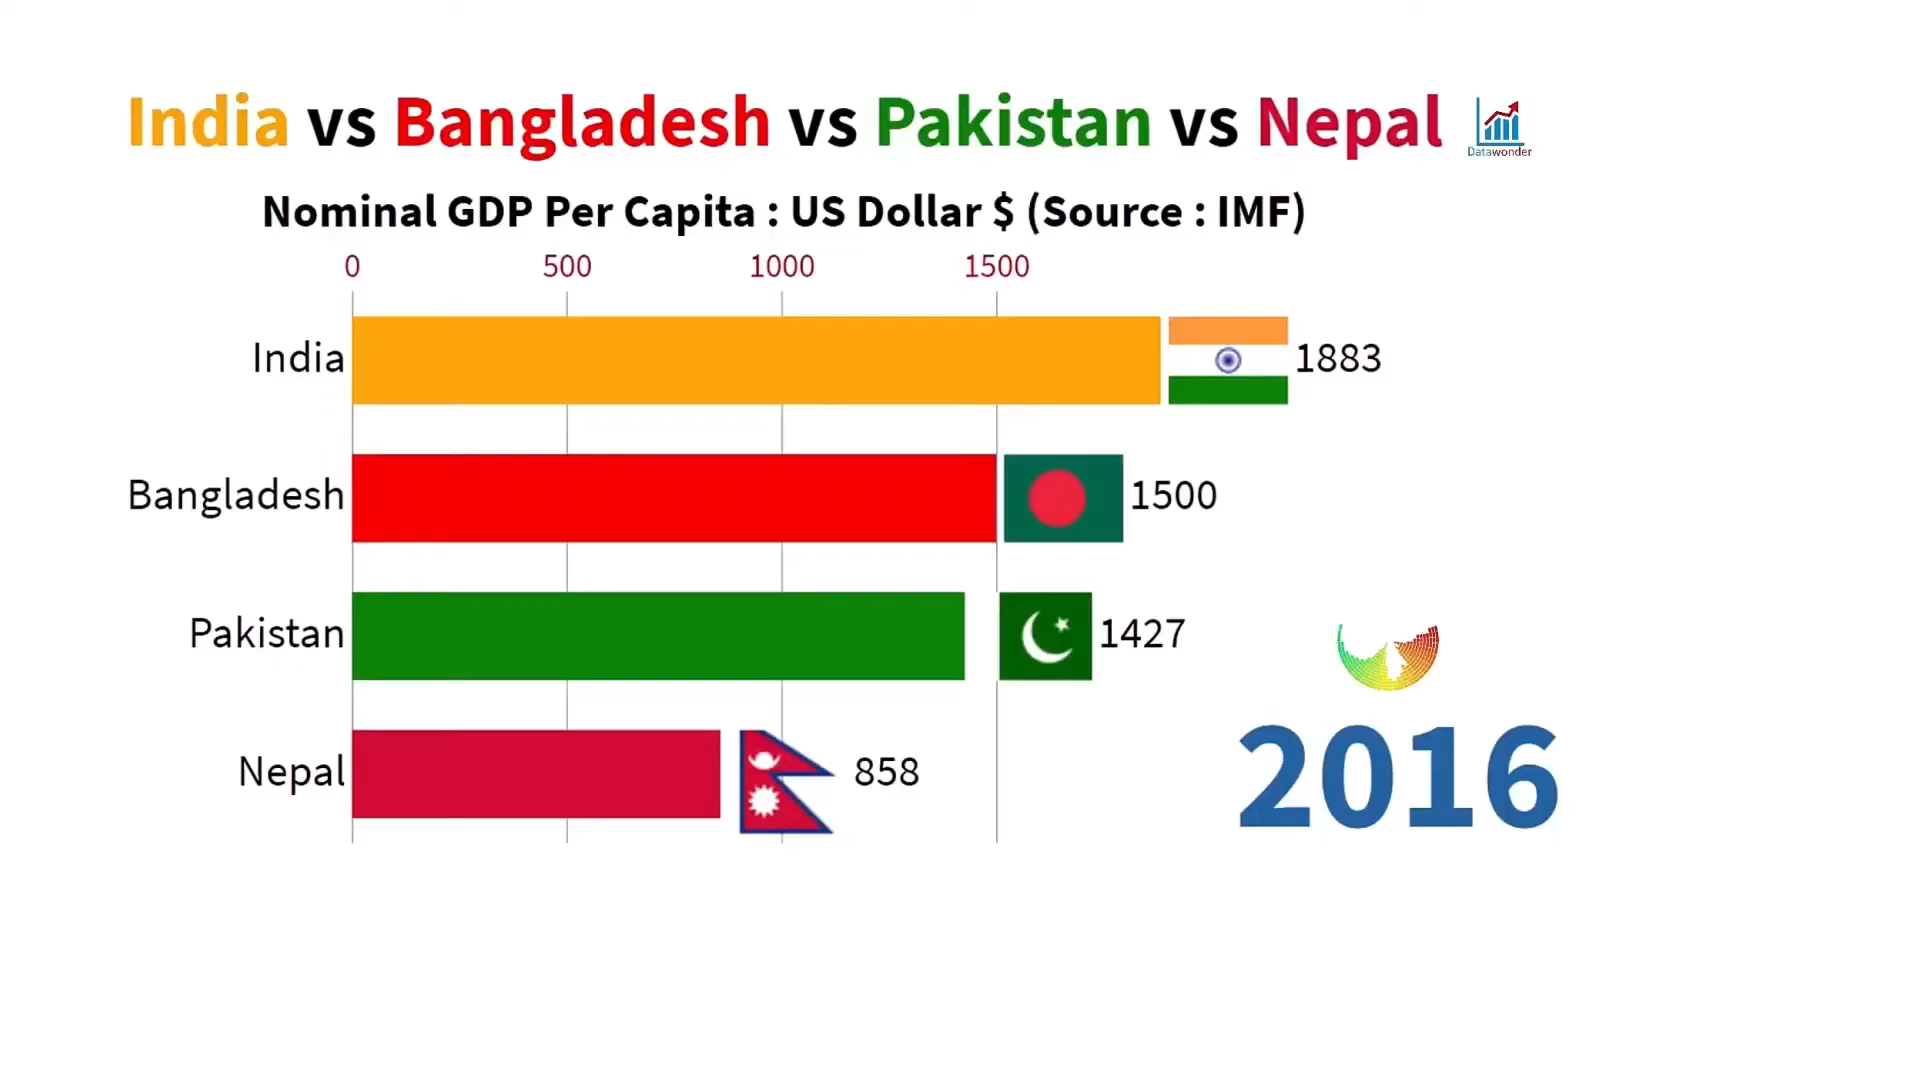 India vs Bangladesh vs Pakistan vs Nepal
Datawonder
Nominal GDP Per Capita : US Dollar $ (Source : IMF)
0 500 1000 1500
India 1883
Bangladesh 1500
Pakistan 1427
Nepal 858
2016